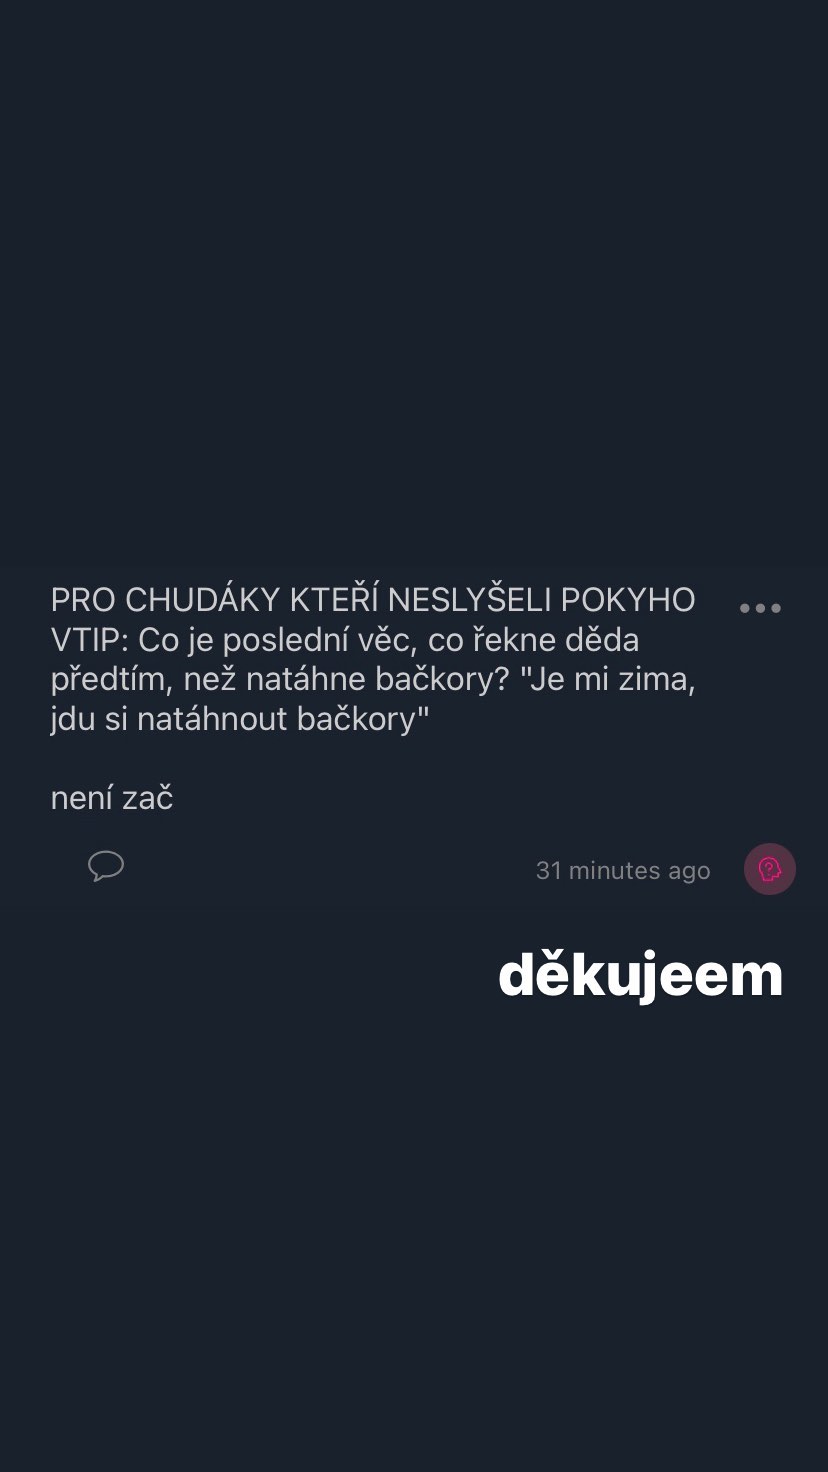 PRO CHUDÁKY KTEŘÍ NESLYŠELI POKYHO
VTIP: Co je poslední věc, co řekne děda
předtím, než natáhne bačkory? "Je mi zima,
jdu si natáhnout bačkory"
není zač
31 minutes ago
děkujeem